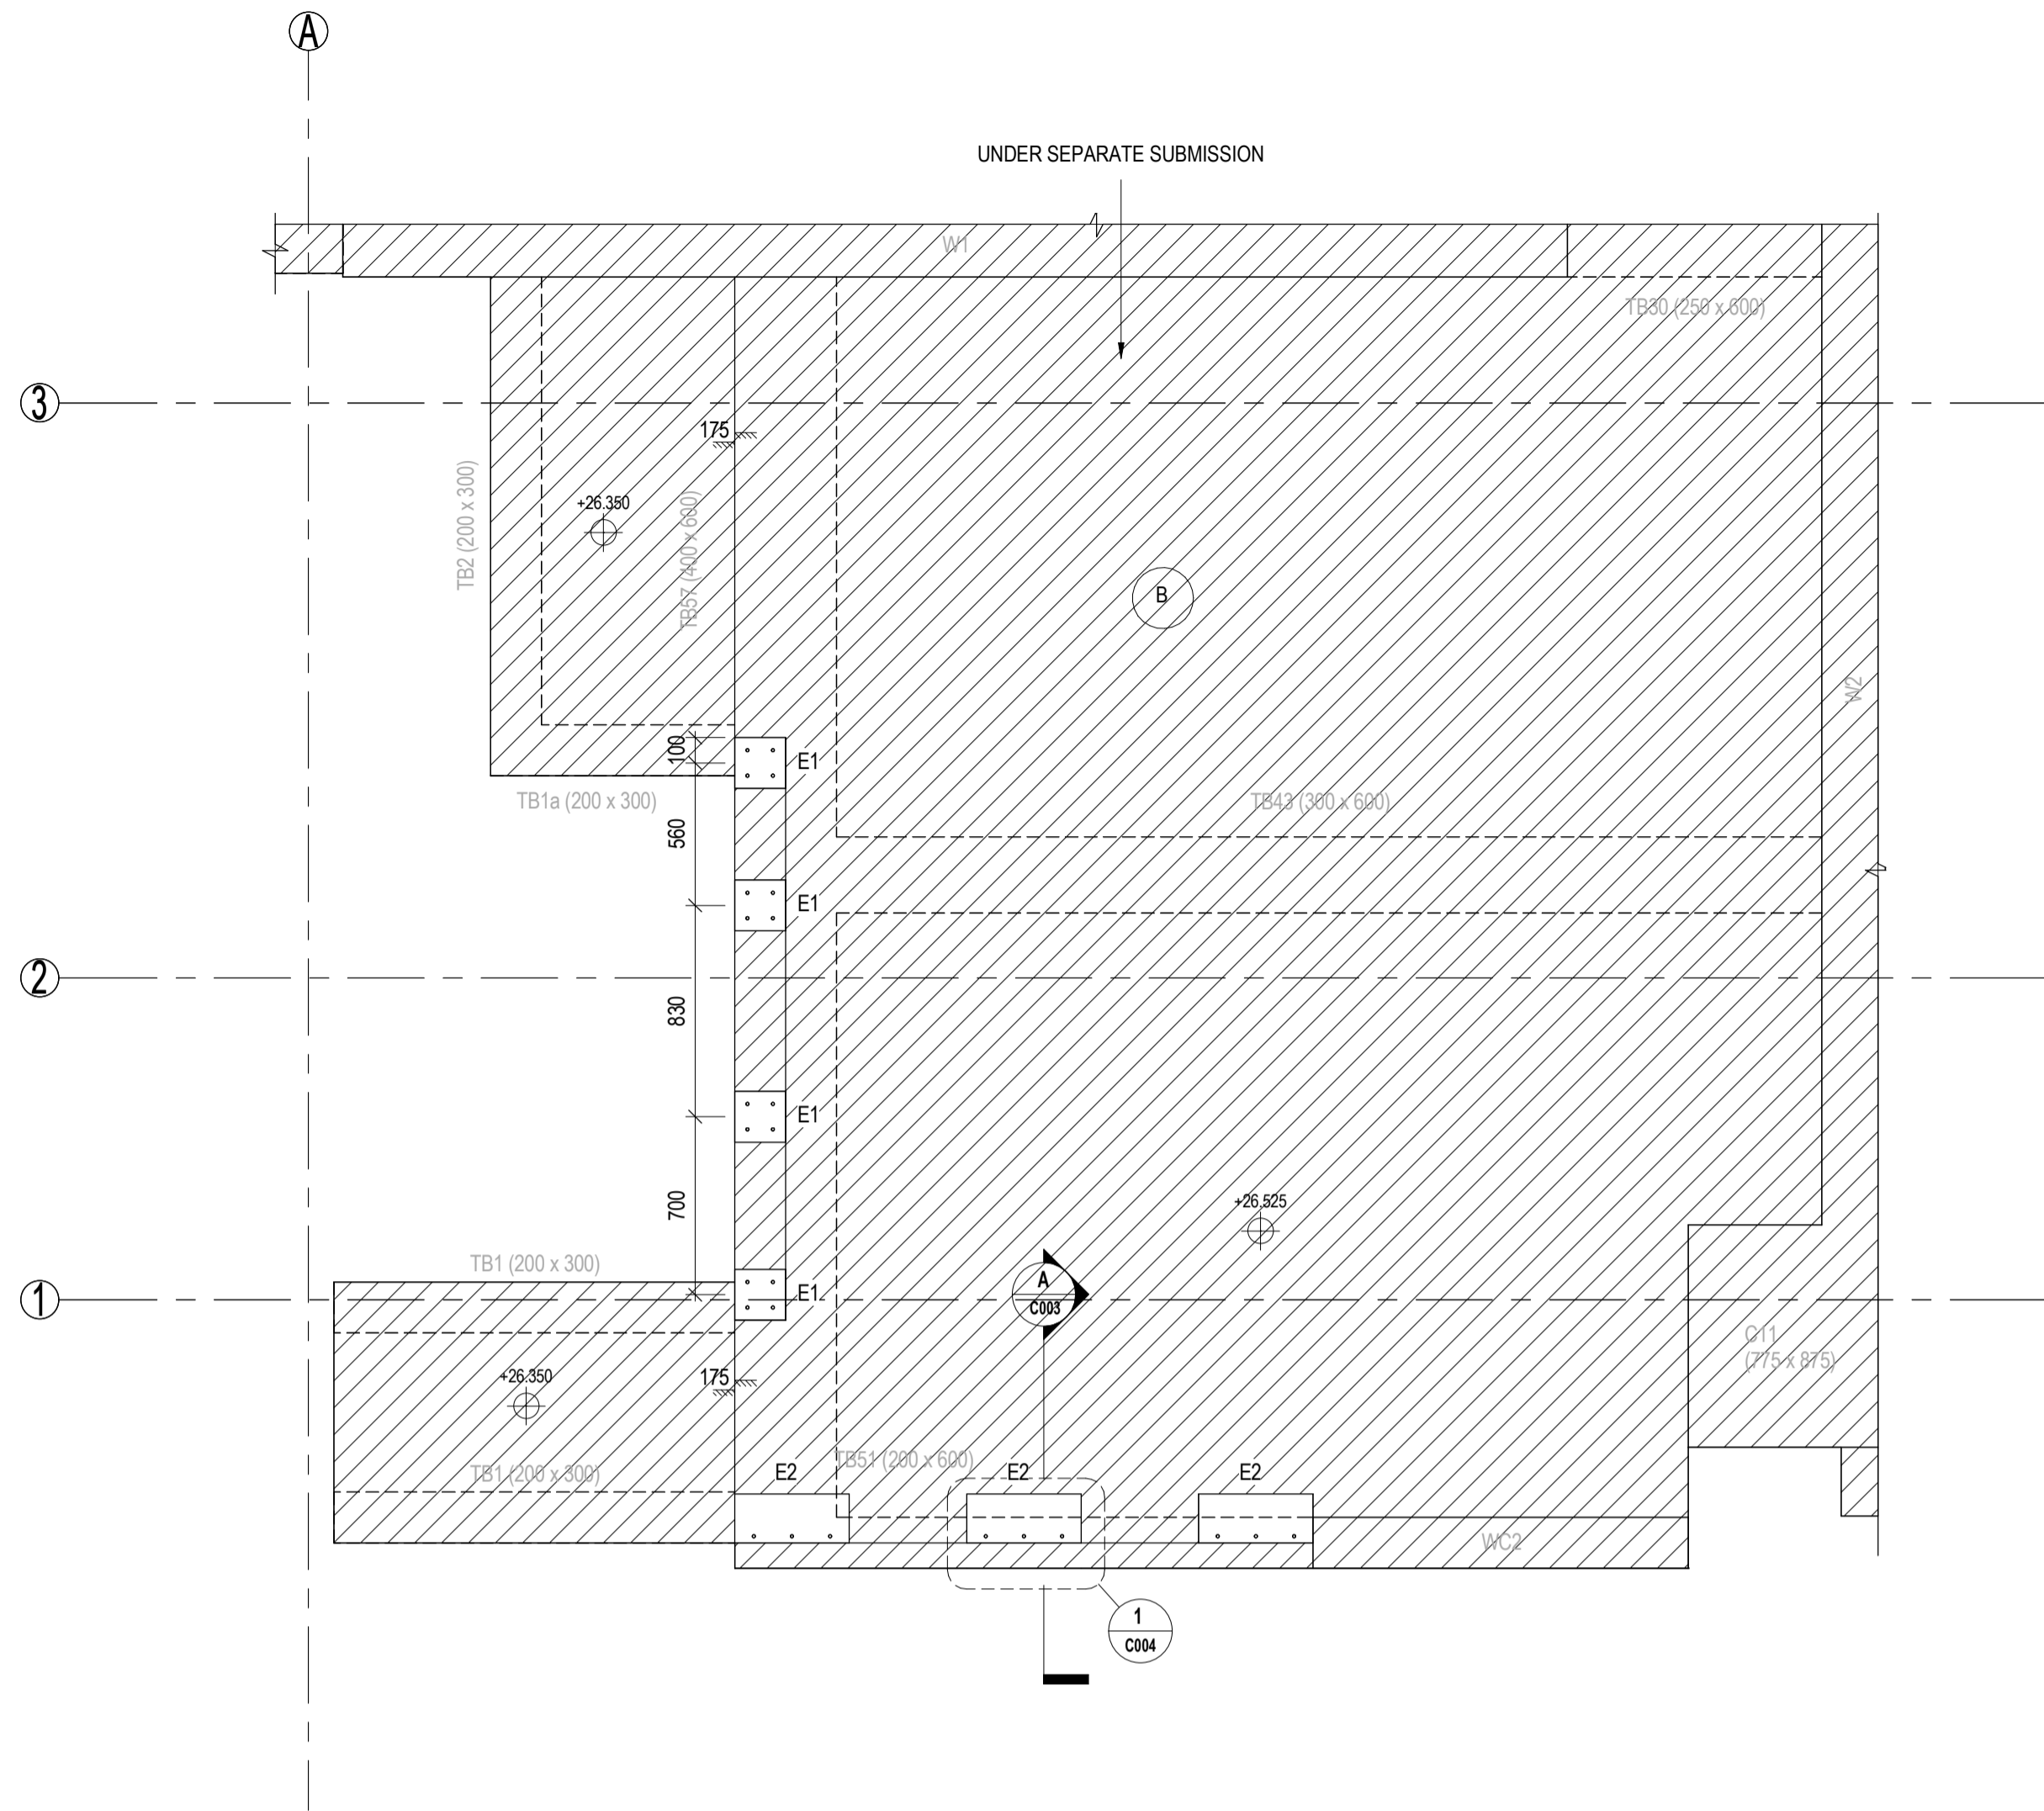 A
UNDER SEPARATE SUBMISSION
W1
TB30 (250 x 600)
3
175
+26.350
TB2 (200 x 300)
TB57 (400 x 600)
B
W2
100
E1
TB1a (200 x 300)
TB43 (300 x 600)
560
E1
2
830
E1
700
+26.525
TB1 (200 x 300)
1
E1
A
C003
C11
(775 x 875)
+26.350
175
TB1 (200 x 300)
TB51 (200 x 600)
E2
E2
E2
WC2
1
C004